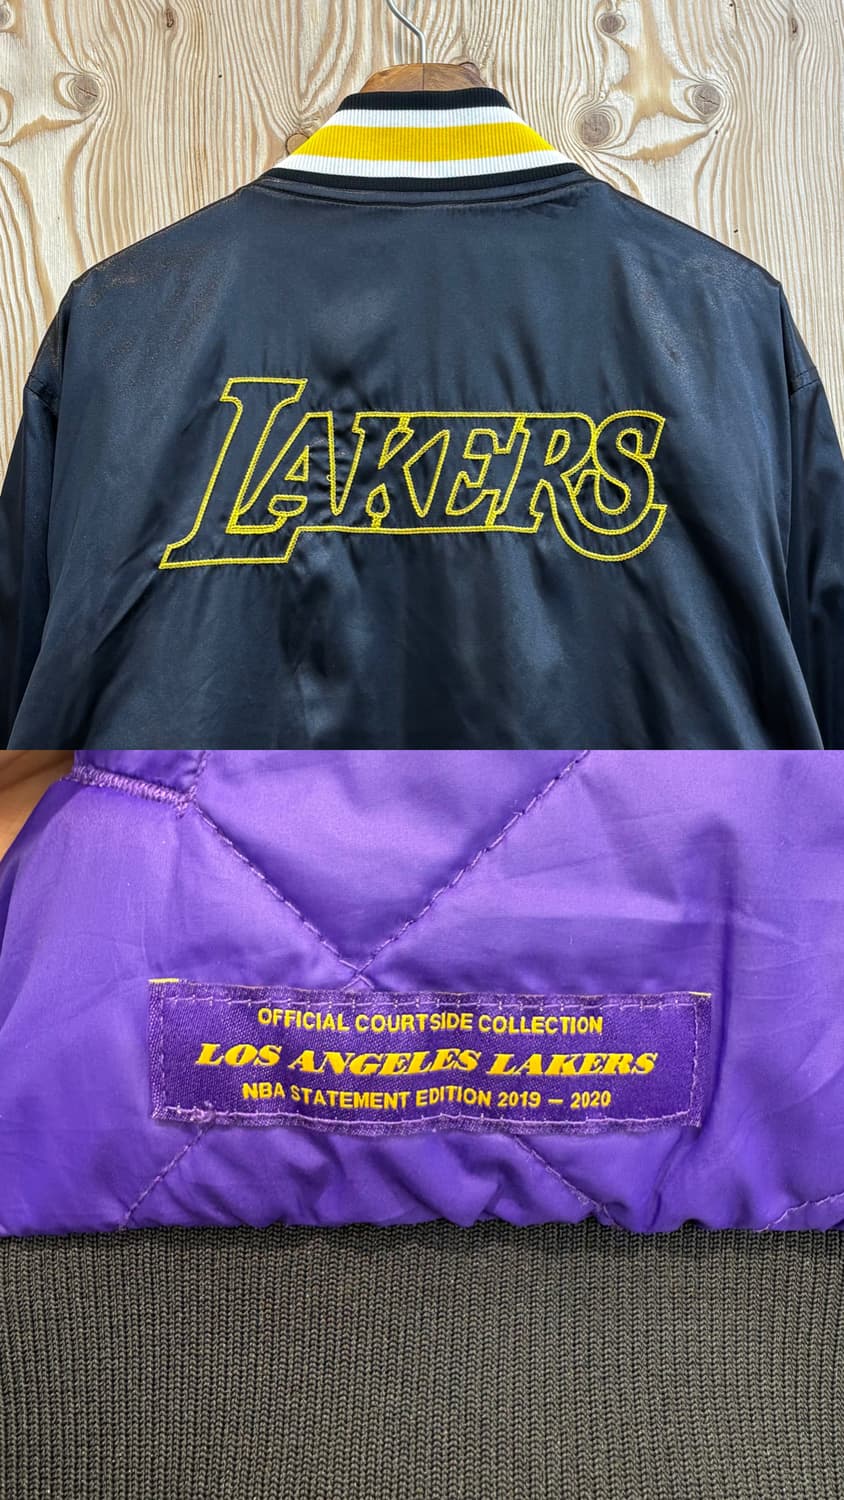 LAKERS
OFFICIAL COURTSIDE COLLECTION
LOS ANGELES LAKERS
NBA STATEMENT EDITION 2019 — 2020